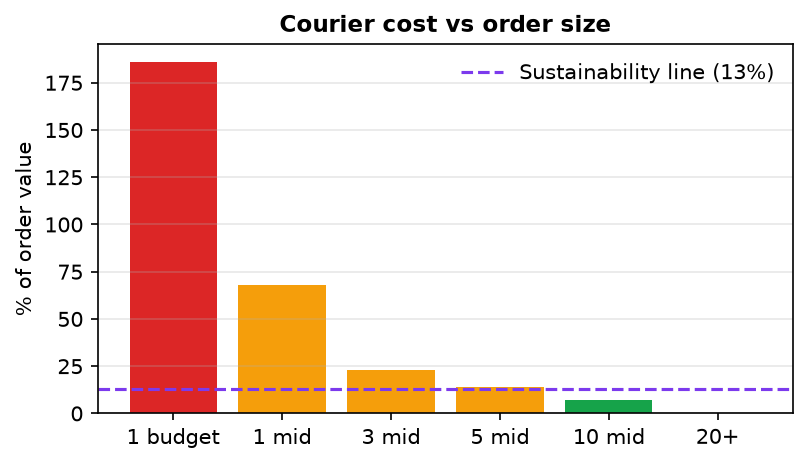 Courier cost vs order size
Sustainability line (13%)
% of order value
175
150
125
100
75
50
25
0
1 budget
1 mid
3 mid
5 mid
10 mid
20+